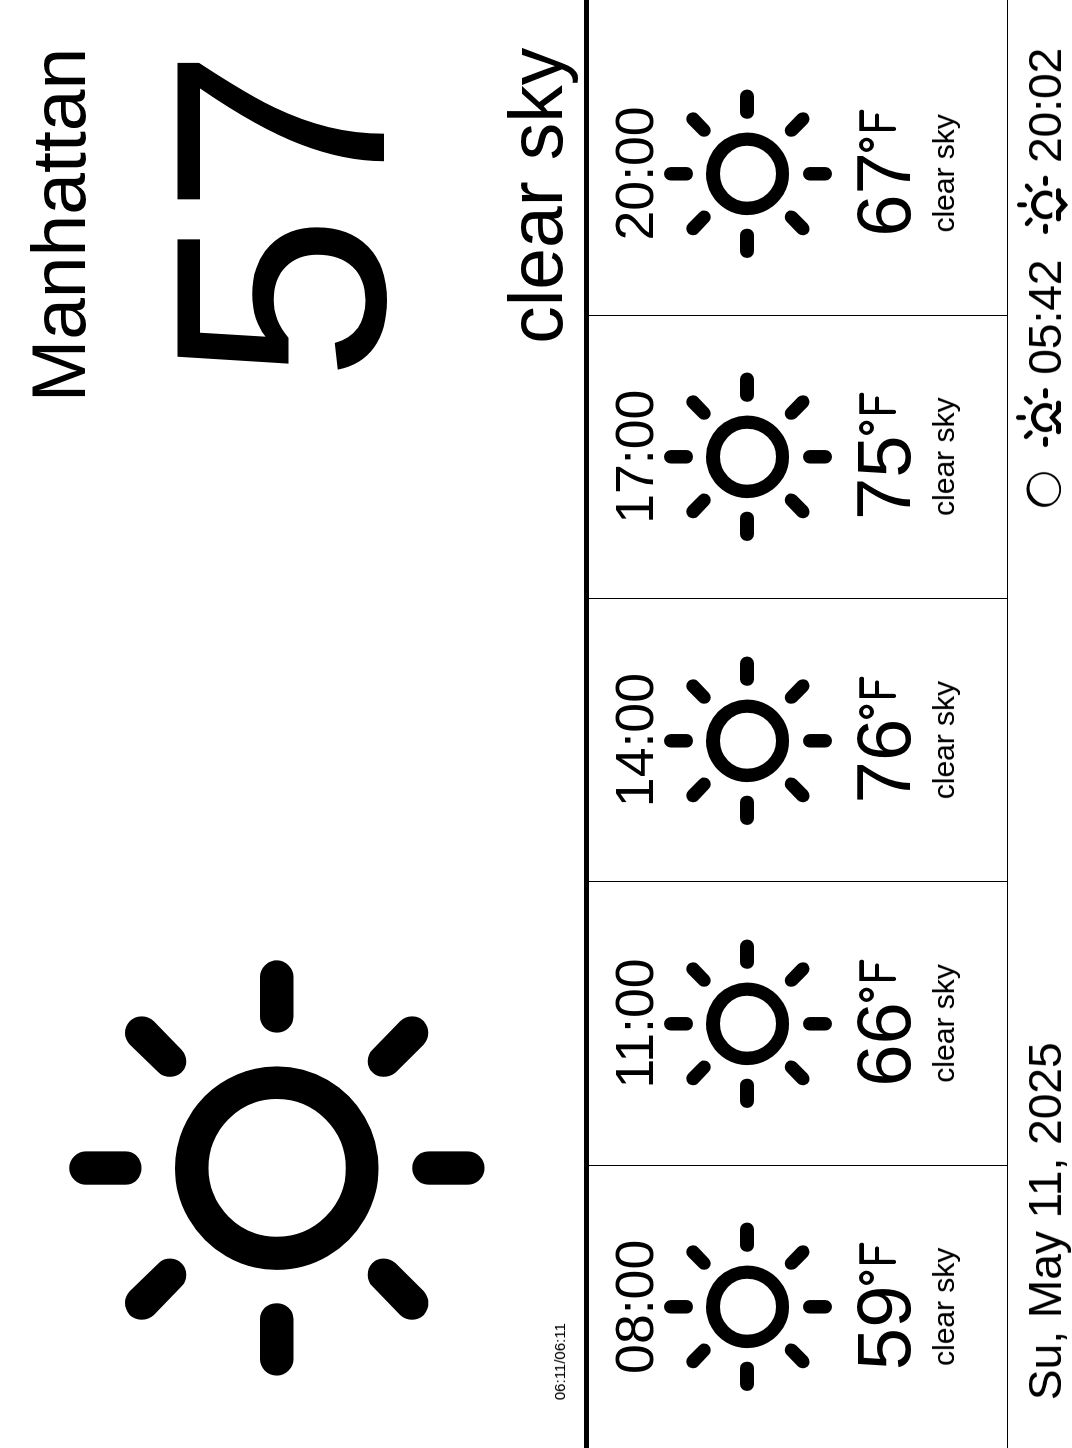 Manhattan
57
clear sky
06:11/06:11
08:00 11:00 14:00 17:00 20:00
59°F 66°F 76°F 75°F 67°F
clear sky clear sky clear sky clear sky clear sky
Su, May 11, 2025 05:42 20:02